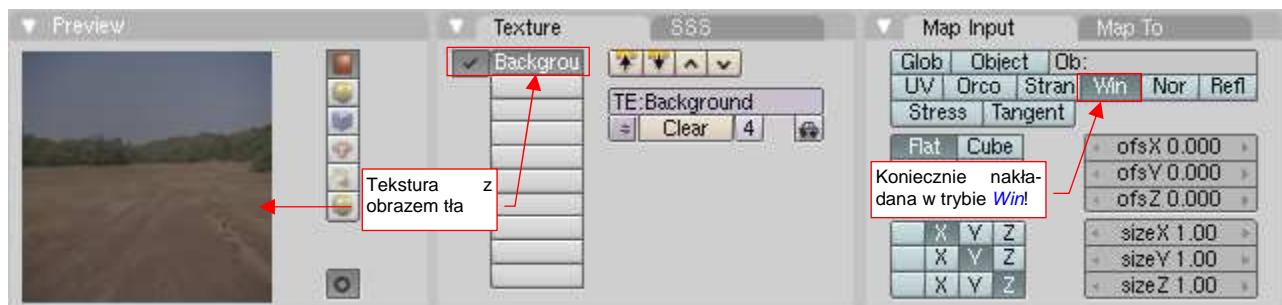 Preview
Texture
SSS
Map Input
Map To
Backgrou
TE:Background
Clear
4
Tekstura z
obrazem tła
Glob Object Ob:
UV Orco Stran Win Nor Refl
Stress Tangent
Flat Cube
ofsX 0.000
ofsY 0.000
ofsZ 0.000
Koniecznie nakła-
dana w trybie Win!
X Y Z
X Y Z
X Y Z
sizeX 1.00
sizeY 1.00
sizeZ 1.00